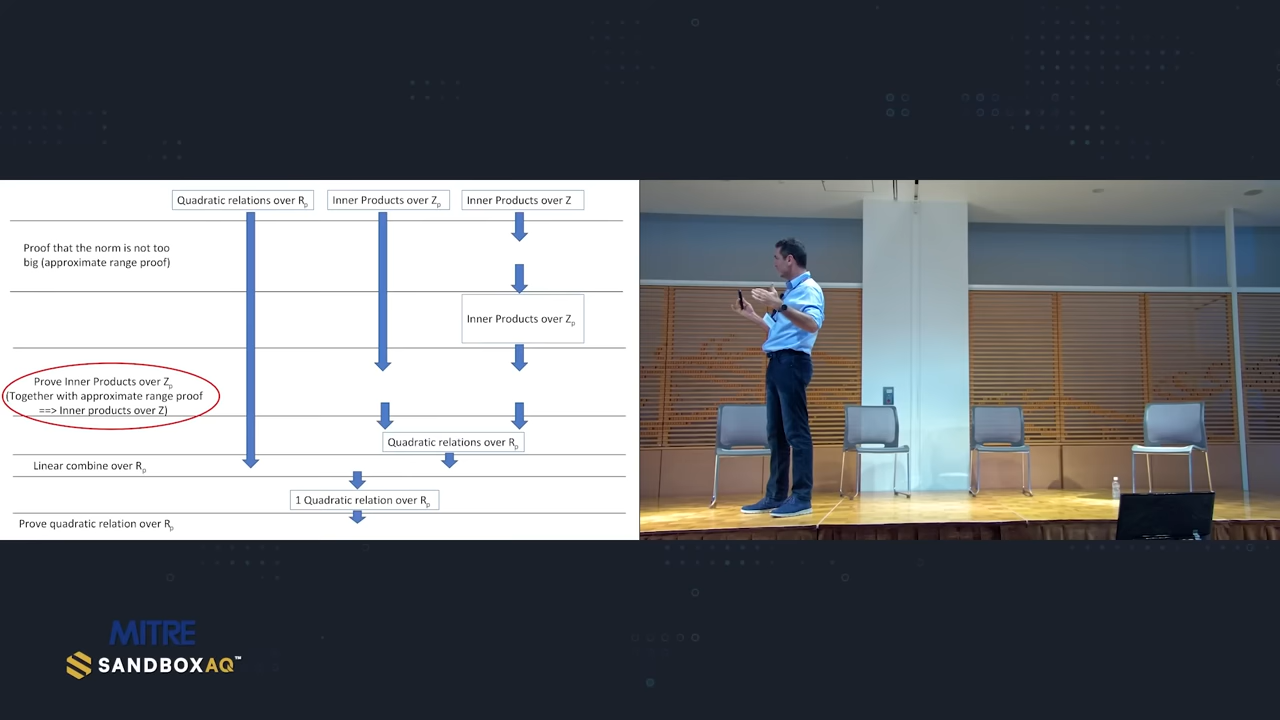 Quadratic relations over Rp
Inner Products over Zp
Inner Products over Z
Proof that the norm is not too
big (approximate range proof)
Inner Products over Zp
Prove Inner Products over Zp
(Together with approximate range proof
==> Inner products over Z)
Quadratic relations over Rp
Linear combine over Rp
1 Quadratic relation over Rp
Prove quadratic relation over Rp
MITRE
SANDBOXAQ™